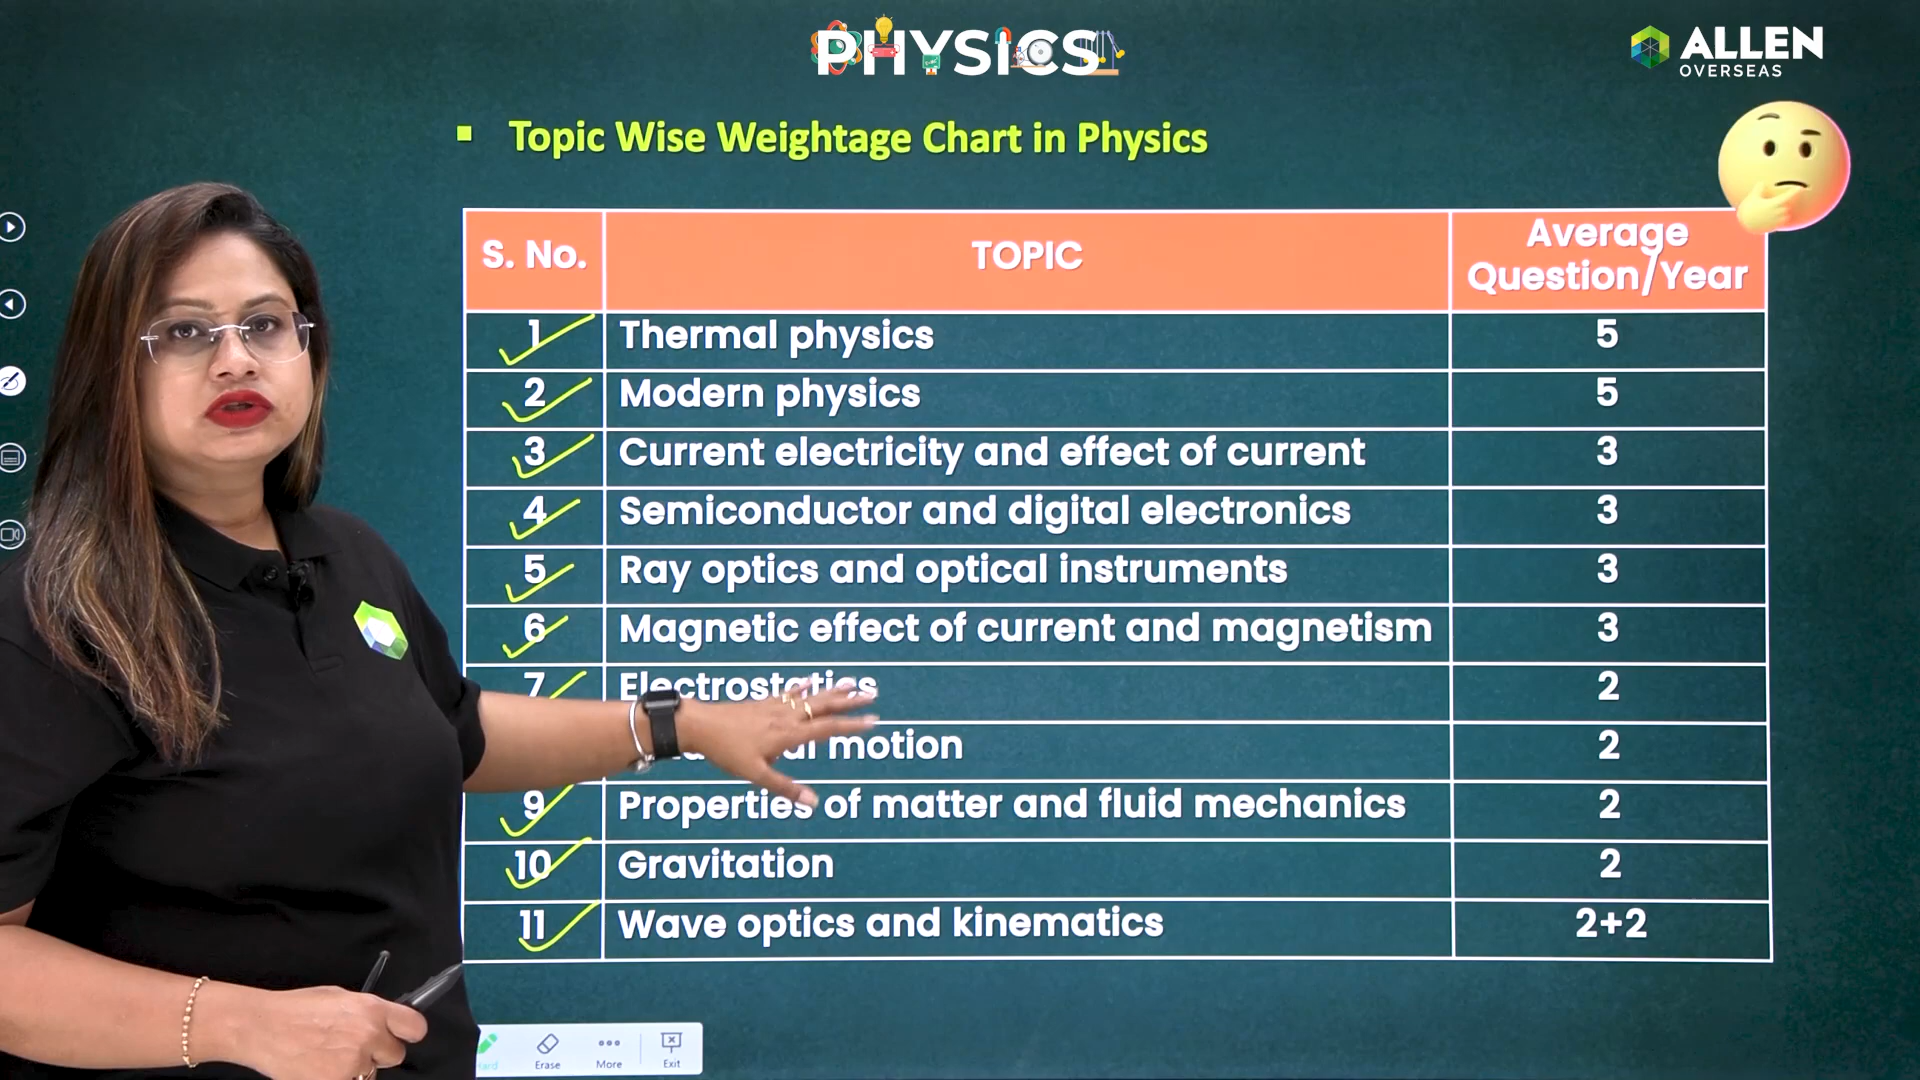 PHYSICS
ALLEN
OVERSEAS
Topic Wise Weightage Chart in Physics
S. No. TOPIC Average Question/Year
1 Thermal physics 5
2 Modern physics 5
3 Current electricity and effect of current 3
4 Semiconductor and digital electronics 3
5 Ray optics and optical instruments 3
6 Magnetic effect of current and magnetism 3
7 Electrostatics 2
motion 2
9 Properties of matter and fluid mechanics 2
10 Gravitation 2
11 Wave optics and kinematics 2+2
Erase More Exit